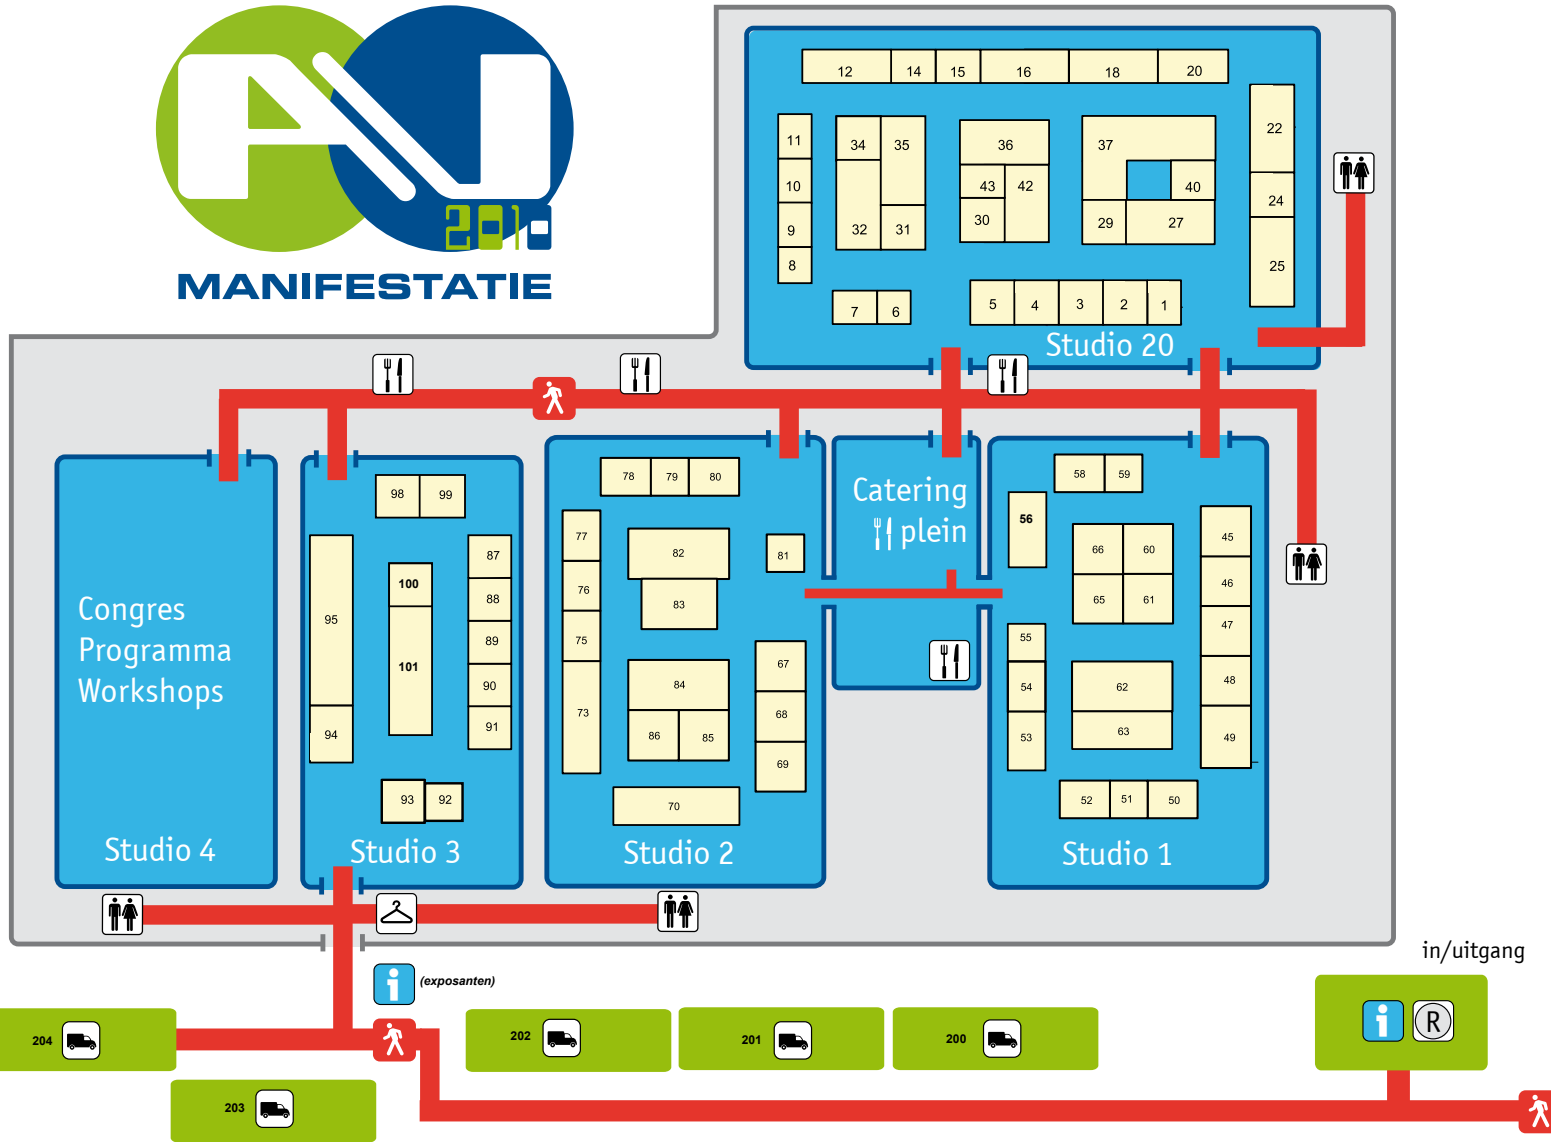 AV
2010
MANIFESTATIE
12 14 15 16 18 20
11 10 9 8
34 35 32 31
36 43 42 30
37 40 29 27
22 24 25
7 6
5 4 3 2 1
Studio 20
Congres
Programma
Workshops
Studio 4
98 99
95 94
100 101
87 88 89 90 91
93 92
Studio 3
78 79 80
77 76 75 73
82 83
81
84 86 85
67 68 69
70
Studio 2
Catering
plein
58 59
56
66 60 65 61
45 46 47 48 49
55 54 53
62 63
52 51 50
Studio 1
i (exposanten)
in/uitgang
i R
204
203
202
201
200